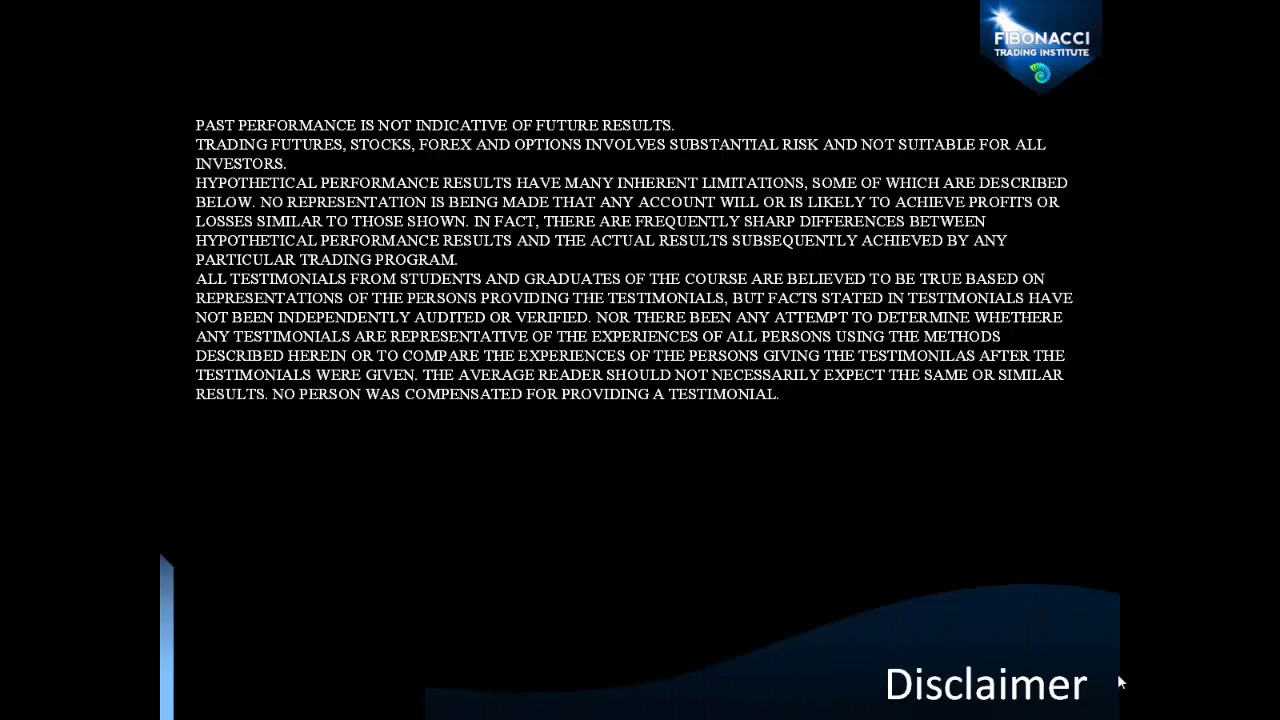 FIBONACCI
TRADING INSTITUTE
PAST PERFORMANCE IS NOT INDICATIVE OF FUTURE RESULTS.
TRADING FUTURES, STOCKS, FOREX AND OPTIONS INVOLVES SUBSTANTIAL RISK AND NOT SUITABLE FOR ALL
INVESTORS.
HYPOTHETICAL PERFORMANCE RESULTS HAVE MANY INHERENT LIMITATIONS, SOME OF WHICH ARE DESCRIBED
BELOW. NO REPRESENTATION IS BEING MADE THAT ANY ACCOUNT WILL OR IS LIKELY TO ACHIEVE PROFITS OR
LOSSES SIMILAR TO THOSE SHOWN. IN FACT, THERE ARE FREQUENTLY SHARP DIFFERENCES BETWEEN
HYPOTHETICAL PERFORMANCE RESULTS AND THE ACTUAL RESULTS SUBSEQUENTLY ACHIEVED BY ANY
PARTICULAR TRADING PROGRAM.
ALL TESTIMONIALS FROM STUDENTS AND GRADUATES OF THE COURSE ARE BELIEVED TO BE TRUE BASED ON
REPRESENTATIONS OF THE PERSONS PROVIDING THE TESTIMONIALS, BUT FACTS STATED IN TESTIMONIALS HAVE
NOT BEEN INDEPENDENTLY AUDITED OR VERIFIED. NOR THERE BEEN ANY ATTEMPT TO DETERMINE WHETHERE
ANY TESTIMONIALS ARE REPRESENTATIVE OF THE EXPERIENCES OF ALL PERSONS USING THE METHODS
DESCRIBED HEREIN OR TO COMPARE THE EXPERIENCES OF THE PERSONS GIVING THE TESTIMONILAS AFTER THE
TESTIMONIALS WERE GIVEN. THE AVERAGE READER SHOULD NOT NECESSARILY EXPECT THE SAME OR SIMILAR
RESULTS. NO PERSON WAS COMPENSATED FOR PROVIDING A TESTIMONIAL.
Disclaimer